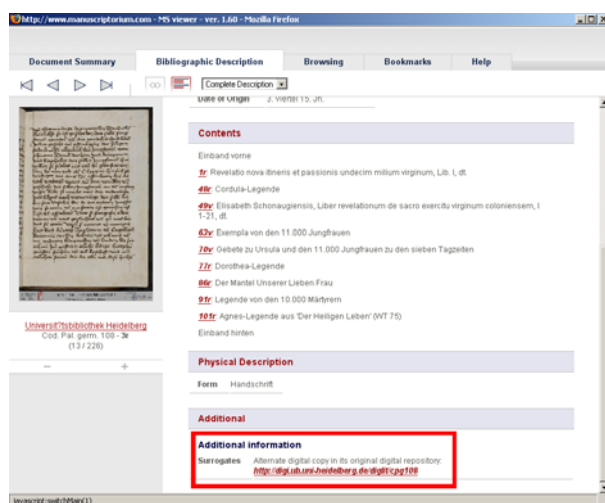 http://www.manuscriptorium.com - MS viewer - ver. 1.60 - Mozilla Firefox
Document Summary Bibliographic Description Browsing Bookmarks Help
Complete Description
Date of Origin 3. Viertel 15. Jh.
Contents
Einband vorne
1r: Revelatio nova itineris et passionis undecim milium virginum, Lib. I, dt.
48r: Cordula-Legende
49v: Elisabeth Schonaugiensis, Liber revelationum de sacro exercitu virginum coloniensem, I
1-21, dt.
63v: Exempla von den 11.000 Jungfrauen
70v: Gebete zu Ursula und den 11.000 Jungfrauen zu den sieben Tagzeiten
77r: Dorothea-Legende
86r: Der Mantel Unserer Lieben Frau
91r: Legende von den 10.000 Märtyrern
101r: Agnes-Legende aus 'Der Heiligen Leben' (WT 75)
Einband hinten
Universit?tsbibliothek Heidelberg
Cod. Pal. germ. 108 - 3r
(13 / 226)
− +
Physical Description
Form Handschrift
Additional
Additional information
Surrogates Alternate digital copy in its original digital repository:
http://digi.ub.uni-heidelberg.de/diglit/cpg108
javascript:switchMain(1)